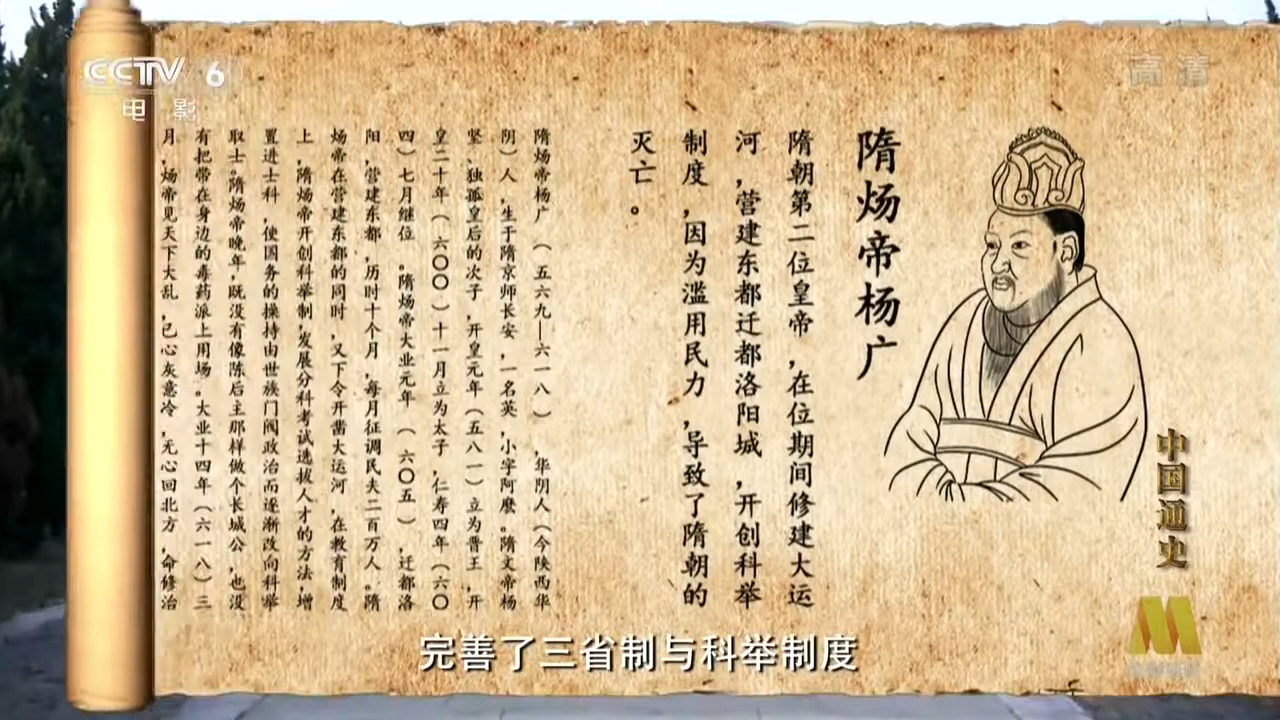 CCTV 6
电影
高清
隋炀帝杨广
隋朝第二位皇帝，在位期间修建大运
河，营建东都迁都洛阳城，开创科举
制度，因为滥用民力，导致了隋朝的
灭亡。
隋炀帝杨广（五六九—六一八），华阴人（今陕西华
阴）人，生于隋京师长安，一名英，小字阿麽。隋文帝杨
坚、独孤皇后的次子，开皇元年（五八一）立为晋王，开
皇二十年（六〇〇）十一月立为太子，仁寿四年（六〇
四）七月继位。隋炀帝大业元年（六〇五），迁都洛
阳，营建东都，历时十个月，每月征调民夫二百万人。隋
炀帝在营建东都的同时，又下令开凿大运河，在教育制度
上，隋炀帝开创科举制，发展分科考试选拔人才的方法，增
置进士科，使国务的操持由世族门阀政治而逐渐改向科举
取士。隋炀帝晚年，既没有像陈后主那样做个长城公，也没
有把带在身边的毒药派上用场。大业十四年（六一八）三
月，炀帝见天下大乱，已心灰意冷，无心回北方，命修治
中国通史
完善了三省制与科举制度